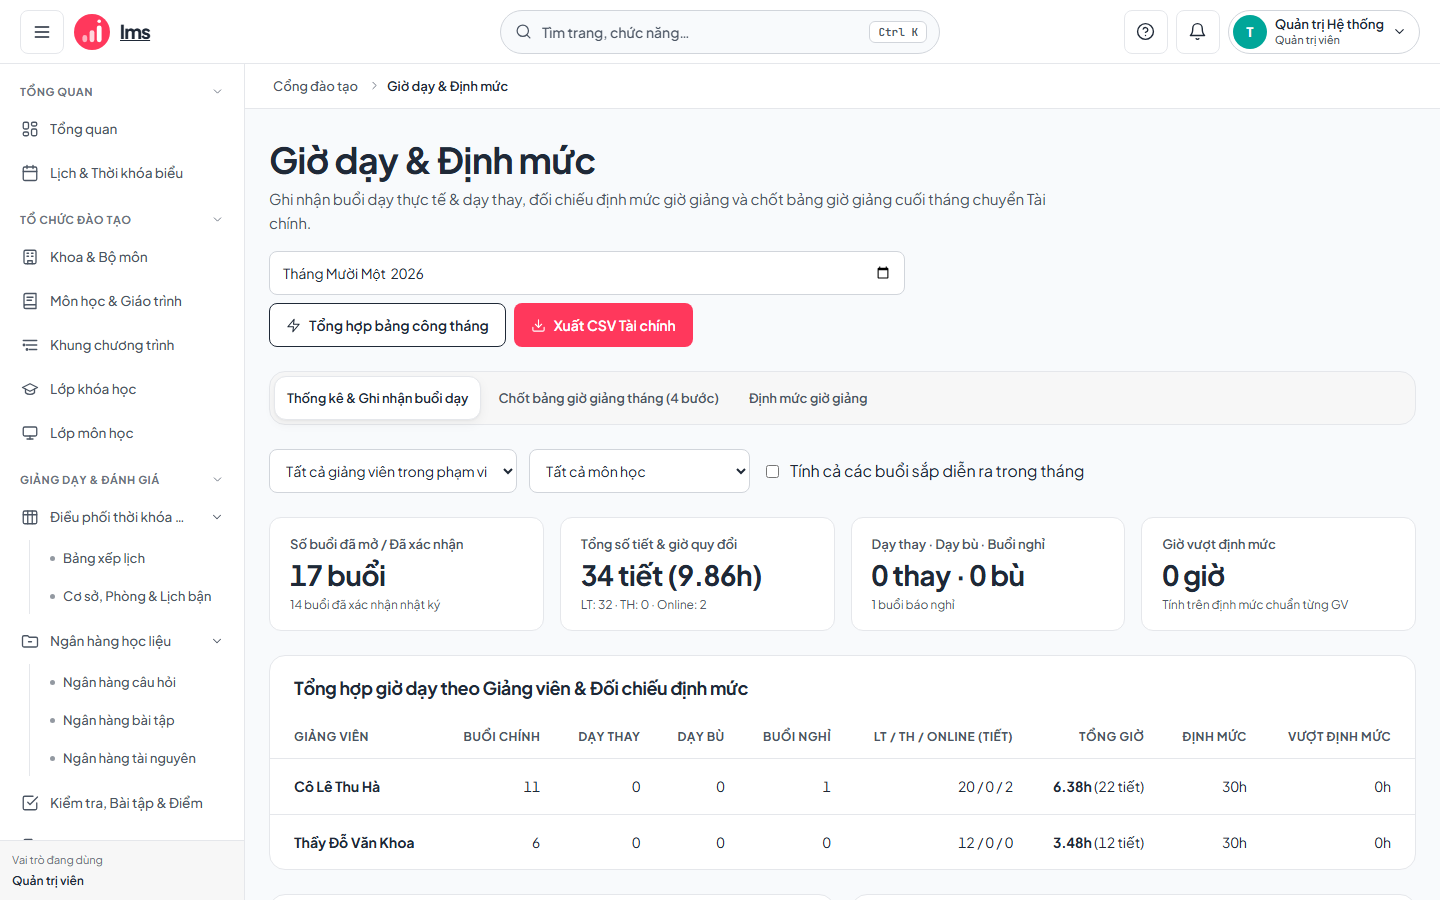 lms
Tìm trang, chức năng...
Ctrl K
T
Quản trị Hệ thống
Quản trị viên
TỔNG QUAN
Tổng quan
Lịch & Thời khóa biểu
TỔ CHỨC ĐÀO TẠO
Khoa & Bộ môn
Môn học & Giáo trình
Khung chương trình
Lớp khóa học
Lớp môn học
GIẢNG DẠY & ĐÁNH GIÁ
Điều phối thời khóa ...
Bảng xếp lịch
Cơ sở, Phòng & Lịch bận
Ngân hàng học liệu
Ngân hàng câu hỏi
Ngân hàng bài tập
Ngân hàng tài nguyên
Kiểm tra, Bài tập & Điểm
Vai trò đang dùng
Quản trị viên
Cổng đào tạo
Giờ dạy & Định mức
Giờ dạy & Định mức
Ghi nhận buổi dạy thực tế & dạy thay, đối chiếu định mức giờ giảng và chốt bảng giờ giảng cuối tháng chuyển Tài
chính.
Tháng Mười Một 2026
Tổng hợp bảng công tháng
Xuất CSV Tài chính
Thống kê & Ghi nhận buổi dạy
Chốt bảng giờ giảng tháng (4 bước)
Định mức giờ giảng
Tất cả giảng viên trong phạm vi
Tất cả môn học
Tính cả các buổi sắp diễn ra trong tháng
Số buổi đã mở / Đã xác nhận
17 buổi
14 buổi đã xác nhận nhật ký
Tổng số tiết & giờ quy đổi
34 tiết (9.86h)
LT: 32 · TH: 0 · Online: 2
Dạy thay · Dạy bù · Buổi nghỉ
0 thay · 0 bù
1 buổi báo nghỉ
Giờ vượt định mức
0 giờ
Tính trên định mức chuẩn từng GV
Tổng hợp giờ dạy theo Giảng viên & Đối chiếu định mức
GIẢNG VIÊN BUỔI CHÍNH DẠY THAY DẠY BÙ BUỔI NGHỈ LT / TH / ONLINE (TIẾT) TỔNG GIỜ ĐỊNH MỨC VƯỢT ĐỊNH MỨC
Cô Lê Thu Hà 11 0 0 1 20 / 0 / 2 6.38h (22 tiết) 30h 0h
Thầy Đỗ Văn Khoa 6 0 0 0 12 / 0 / 0 3.48h (12 tiết) 30h 0h